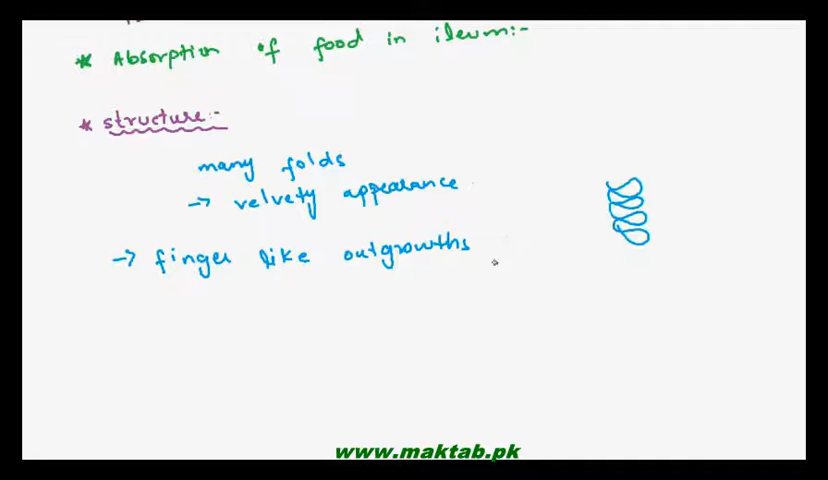 * Absorption of food in ileum:-
* structure:-
many folds
→ velvety appearance
→ finger like outgrowths
www.maktab.pk